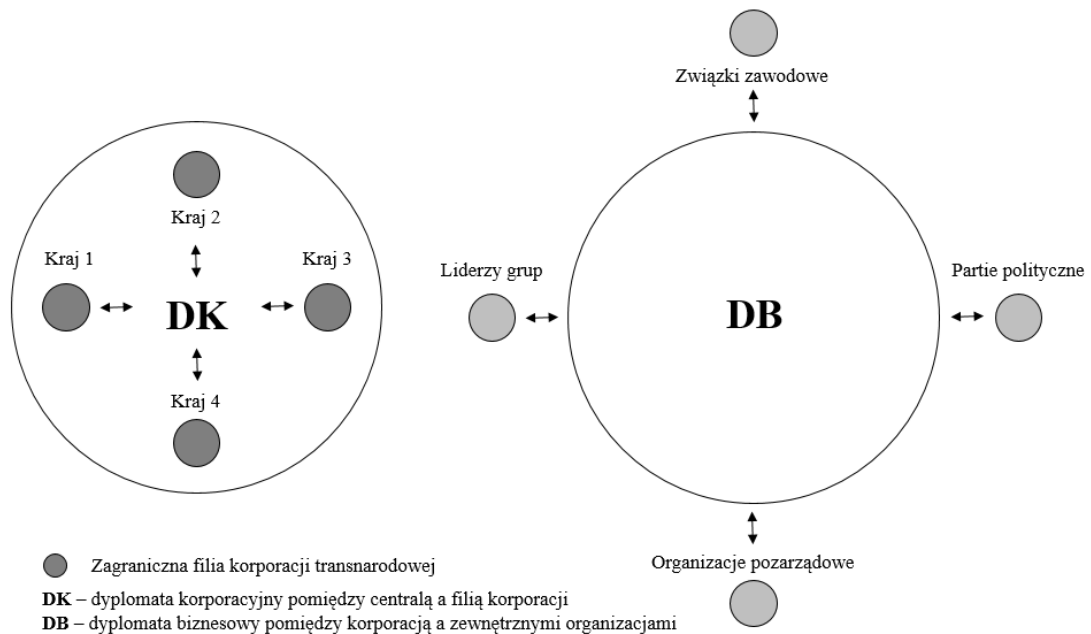 Związki zawodowe
Kraj 2
Kraj 1
Kraj 3
DK
Kraj 4
Liderzy grup
Partie polityczne
DB
Organizacje pozarządowe
Zagraniczna filia korporacji transnarodowej
DK – dyplomata korporacyjny pomiędzy centralą a filią korporacji
DB – dyplomata biznesowy pomiędzy korporacją a zewnętrznymi organizacjami